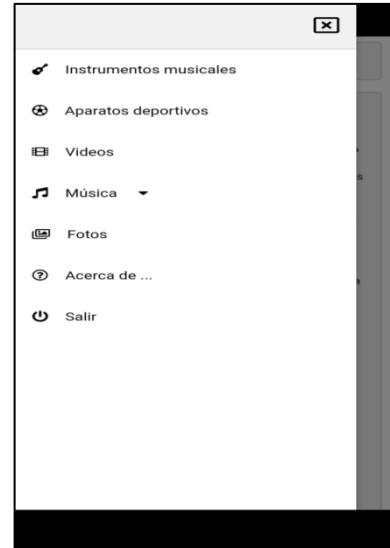 Instrumentos musicales
Aparatos deportivos
Videos
Música
Fotos
Acerca de ...
Salir